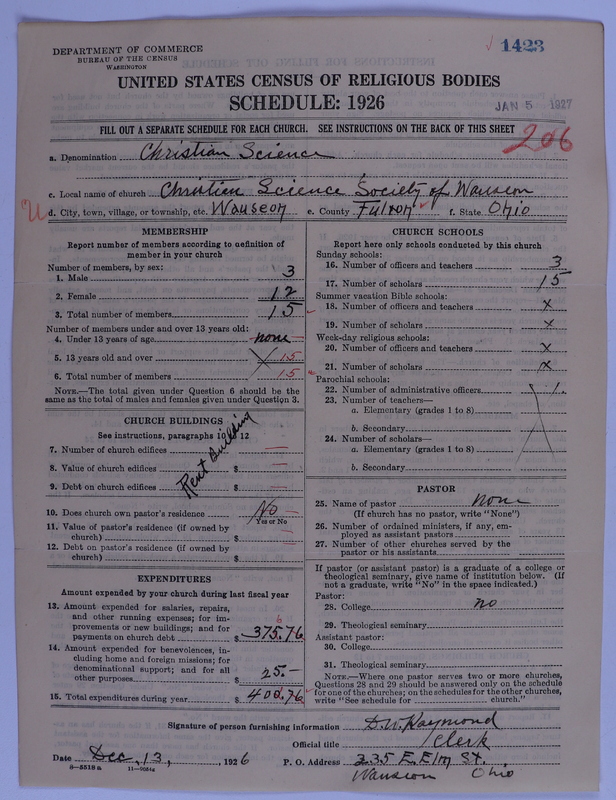 DEPARTMENT OF COMMERCE
BUREAU OF THE CENSUS
WASHINGTON
1423
UNITED STATES CENSUS OF RELIGIOUS BODIES
SCHEDULE: 1926
JAN 5 1927
FILL OUT A SEPARATE SCHEDULE FOR EACH CHURCH. SEE INSTRUCTIONS ON THE BACK OF THIS SHEET
206
a. Denomination Christian Science
c. Local name of church Christian Science Society of Wauseon
U d. City, town, village, or township, etc. Wauseon e. County Fulton f. State Ohio
MEMBERSHIP
Report number of members according to definition of
member in your church
Number of members, by sex:
1. Male 3
2. Female 12
3. Total number of members 15
Number of members under and over 13 years old:
4. Under 13 years of age none
5. 13 years old and over 15
6. Total number of members 15
NOTE.—The total given under Question 6 should be
same as the total of males and females given under Question 3.
CHURCH BUILDINGS
See instructions, paragraphs 10 12
Rent Building
7. Number of church edifices
8. Value of church edifices $
9. Debt on church edifices $
10. Does church own pastor's residence No
Yes or No
11. Value of pastor's residence (if owned by
church) $
12. Debt on pastor's residence (if owned by
church) $
EXPENDITURES
Amount expended by your church during last fiscal year
13. Amount expended for salaries, repairs,
and other running expenses; for im-
provements or new buildings; and for
payments on church debt $ 375.76
14. Amount expended for benevolences, in-
cluding home and foreign missions; for
denominational support; and for all
other purposes $ 25.—
15. Total expenditures during year $ 400.76
CHURCH SCHOOLS
Report here only schools conducted by this church
Sunday schools:
16. Number of officers and teachers 3
17. Number of scholars 15
Summer vacation Bible schools:
18. Number of officers and teachers x
19. Number of scholars x
Week-day religious schools:
20. Number of officers and teachers x
21. Number of scholars x
Parochial schools:
22. Number of administrative officers
23. Number of teachers—
a. Elementary (grades 1 to 8)
b. Secondary
24. Number of scholars—
a. Elementary (grades 1 to 8)
b. Secondary
PASTOR
25. Name of pastor None
(If church has no pastor, write "None")
26. Number of ordained ministers, if any, em-
ployed as assistant pastors
27. Number of other churches served by the
pastor or his assistants
If pastor (or assistant pastor) is a graduate of a college or
theological seminary, give name of institution below. (If
not a graduate, write "No" in the space indicated.)
Pastor:
28. College no
29. Theological seminary
Assistant pastor:
30. College
31. Theological seminary
NOTE.—Where one pastor serves two or more churches,
Questions 28 and 29 should be answered only on the schedule
for one of the churches; on the schedules for the other churches,
write "See schedule for church."
Signature of person furnishing information D.W. Raymond
Official title Clerk
Date Dec, 13, , 1926 P. O. Address 235 E. Elm St.
8—5518a 11—9051a
Wauseon Ohio